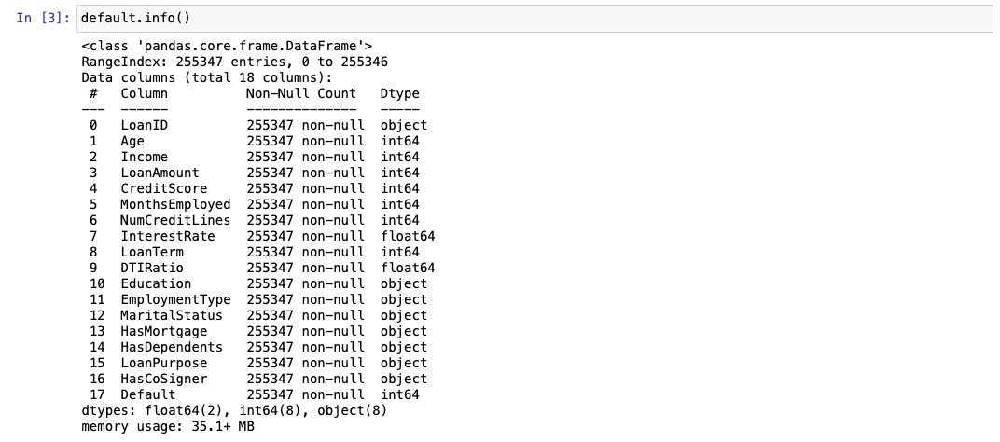 In [3]: default.info()
<class 'pandas.core.frame.DataFrame'>
RangeIndex: 255347 entries, 0 to 255346
Data columns (total 18 columns):
 #   Column          Non-Null Count   Dtype
---  ------          --------------   -----
 0   LoanID          255347 non-null  object
 1   Age             255347 non-null  int64
 2   Income          255347 non-null  int64
 3   LoanAmount      255347 non-null  int64
 4   CreditScore     255347 non-null  int64
 5   MonthsEmployed  255347 non-null  int64
 6   NumCreditLines  255347 non-null  int64
 7   InterestRate    255347 non-null  float64
 8   LoanTerm        255347 non-null  int64
 9   DTIRatio        255347 non-null  float64
 10  Education       255347 non-null  object
 11  EmploymentType  255347 non-null  object
 12  MaritalStatus   255347 non-null  object
 13  HasMortgage     255347 non-null  object
 14  HasDependents   255347 non-null  object
 15  LoanPurpose     255347 non-null  object
 16  HasCoSigner     255347 non-null  object
 17  Default         255347 non-null  int64
dtypes: float64(2), int64(8), object(8)
memory usage: 35.1+ MB